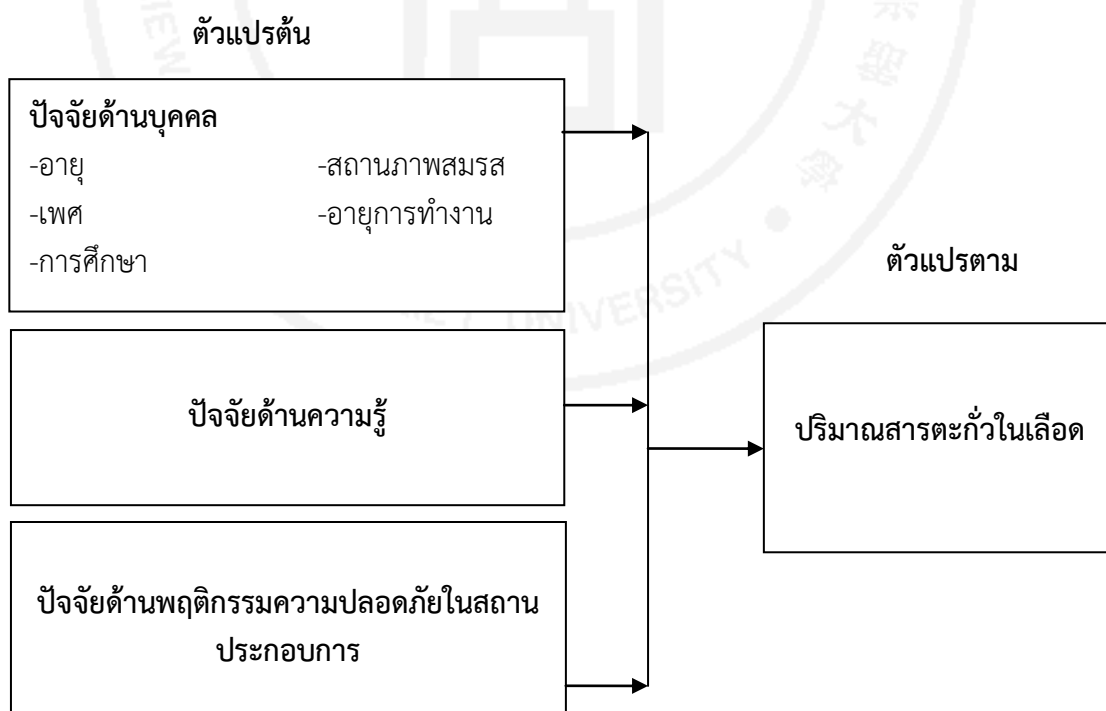 ตัวแปรต้น
ปัจจัยด้านบุคคล
-อายุ -สถานภาพสมรส
-เพศ -อายุการทำงาน
-การศึกษา
ตัวแปรตาม
ปัจจัยด้านความรู้
ปริมาณสารตะกั่วในเลือด
ปัจจัยด้านพฤติกรรมความปลอดภัยในสถาน
ประกอบการ
UNIVERSITY